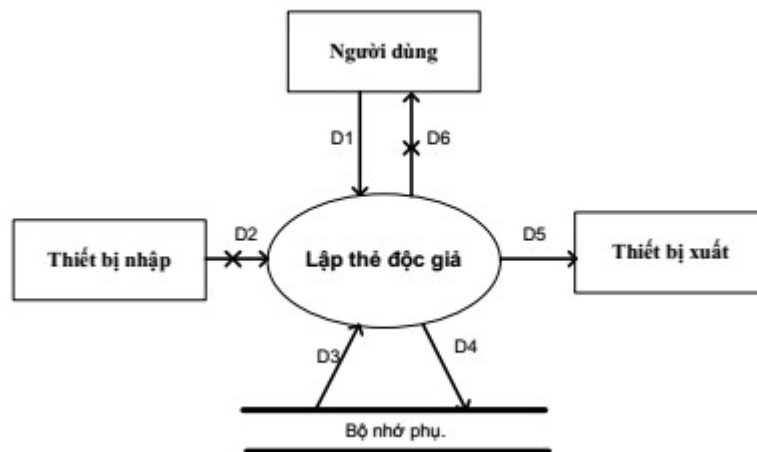 Người dùng
D1
D6
Thiết bị nhập
D2
Lập thẻ độc giả
D5
Thiết bị xuất
D3
D4
Bộ nhớ phụ.